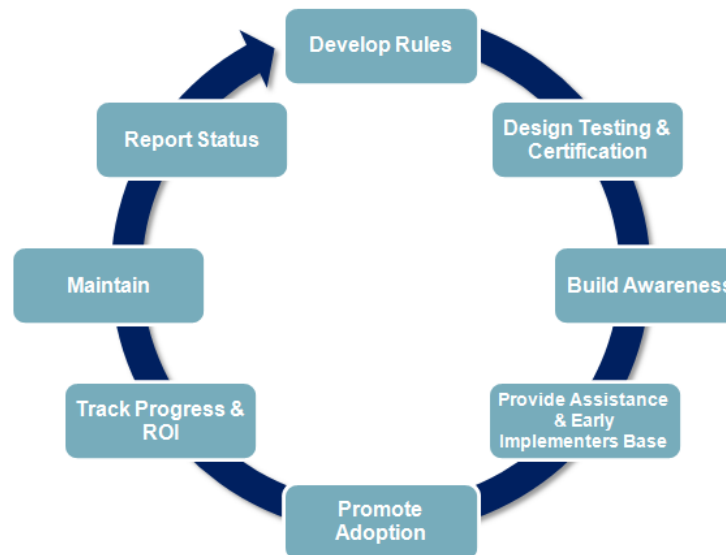 Develop Rules
Design Testing &
Certification
Build Awareness
Provide Assistance
& Early
Implementers Base
Promote
Adoption
Track Progress &
ROI
Maintain
Report Status